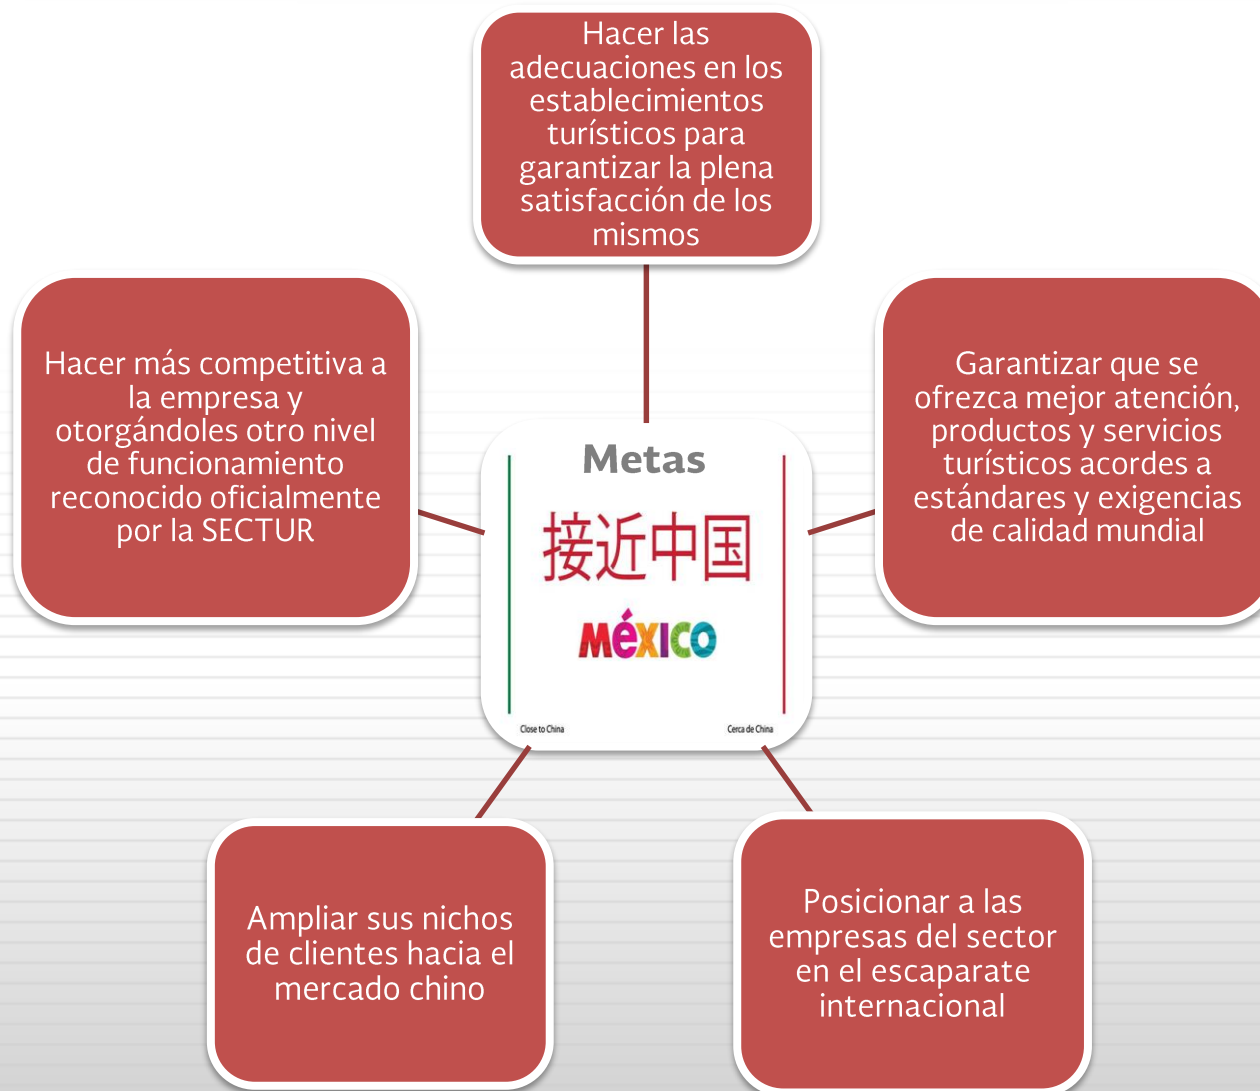 Hacer las
adecuaciones en los
establecimientos
turísticos para
garantizar la plena
satisfacción de los
mismos
Hacer más competitiva a
la empresa y
otorgándoles otro nivel
de funcionamiento
reconocido oficialmente
por la SECTUR
Metas
接近中国
MéXICO
Close to China
Cerca de China
Garantizar que se
ofrezca mejor atención,
productos y servicios
turísticos acordes a
estándares y exigencias
de calidad mundial
Ampliar sus nichos
de clientes hacia el
mercado chino
Posicionar a las
empresas del sector
en el escaparate
internacional